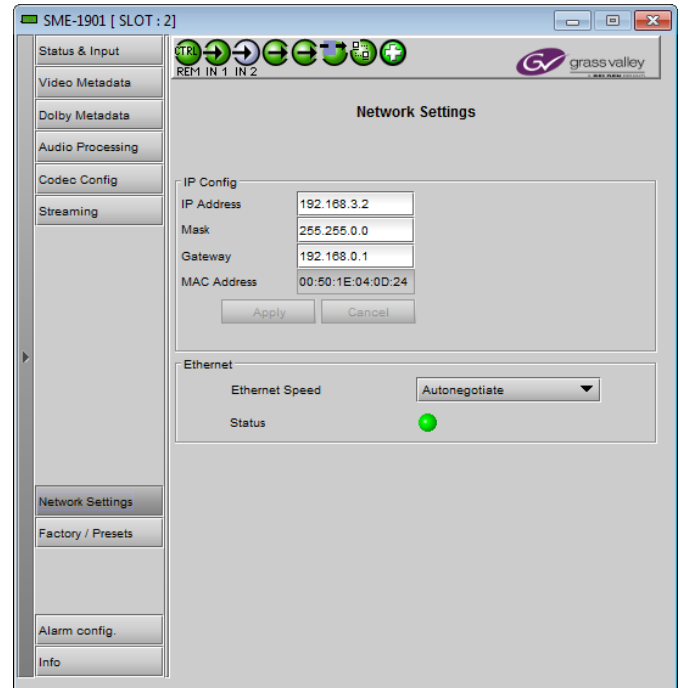 SME-1901 [ SLOT : 2]
Status & Input
Video Metadata
Dolby Metadata
Audio Processing
Codec Config
Streaming
Network Settings
Factory / Presets
Alarm config.
Info
CTRL
REM IN 1 IN 2
GV grass valley
A BELDEN BRAND
Network Settings
IP Config
IP Address 192.168.3.2
Mask 255.255.0.0
Gateway 192.168.0.1
MAC Address 00:50:1E:04:0D:24
Apply Cancel
Ethernet
Ethernet Speed Autonegotiate
Status